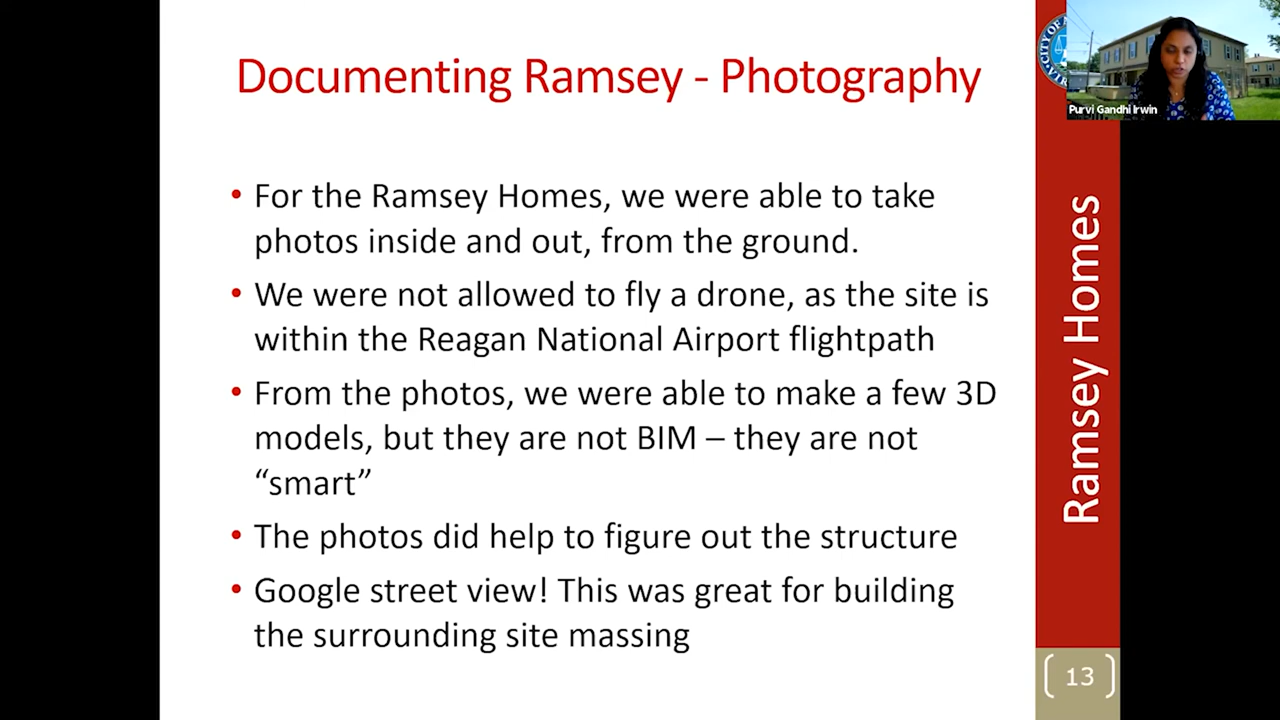 Documenting Ramsey - Photography
• For the Ramsey Homes, we were able to take
photos inside and out, from the ground.
• We were not allowed to fly a drone, as the site is
within the Reagan National Airport flightpath
• From the photos, we were able to make a few 3D
models, but they are not BIM – they are not
“smart”
• The photos did help to figure out the structure
• Google street view! This was great for building
the surrounding site massing
CITY OF
Purvi Gandhi Irwin
Ramsey Homes
13